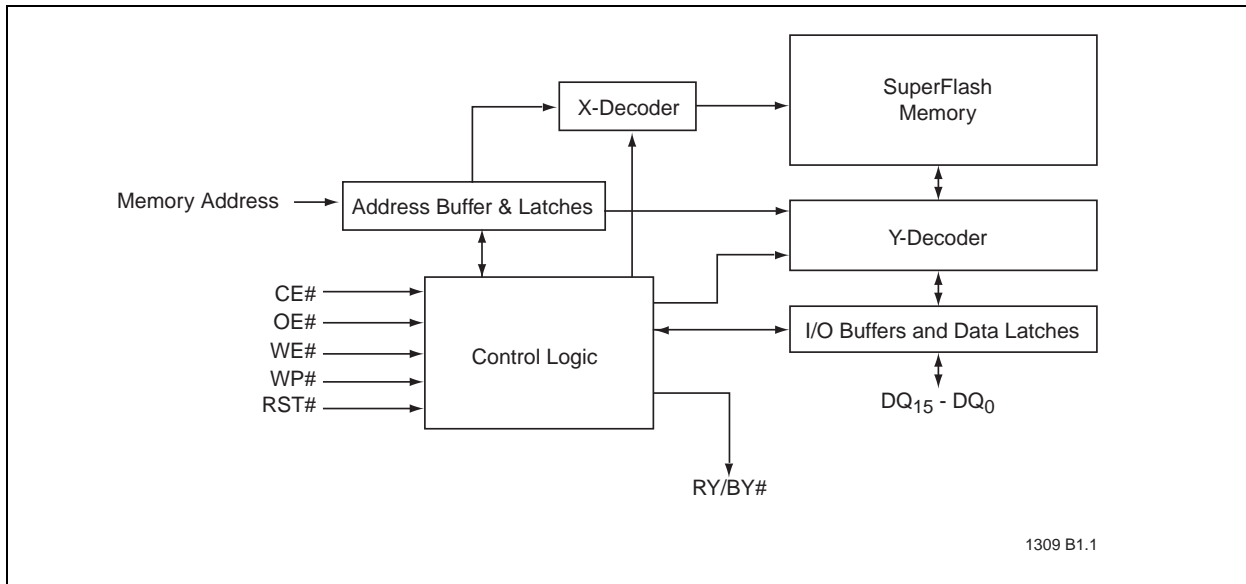 SuperFlash
Memory
X-Decoder
Memory Address
Address Buffer & Latches
Y-Decoder
CE#
OE#
WE#
WP#
RST#
Control Logic
I/O Buffers and Data Latches
DQ15 - DQ0
RY/BY#
1309 B1.1